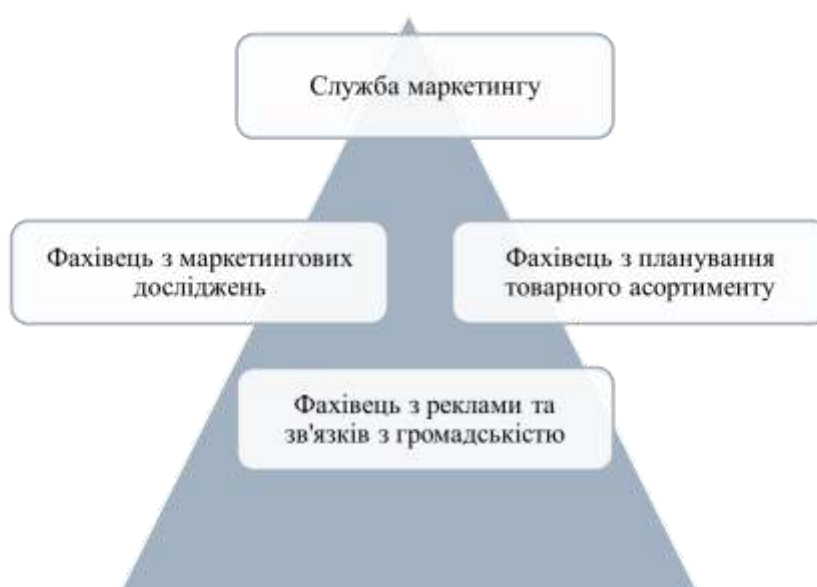 Служба маркетингу
Фахівець з маркетингових
досліджень
Фахівець з планування
товарного асортименту
Фахівець з реклами та
зв'язків з громадськістю